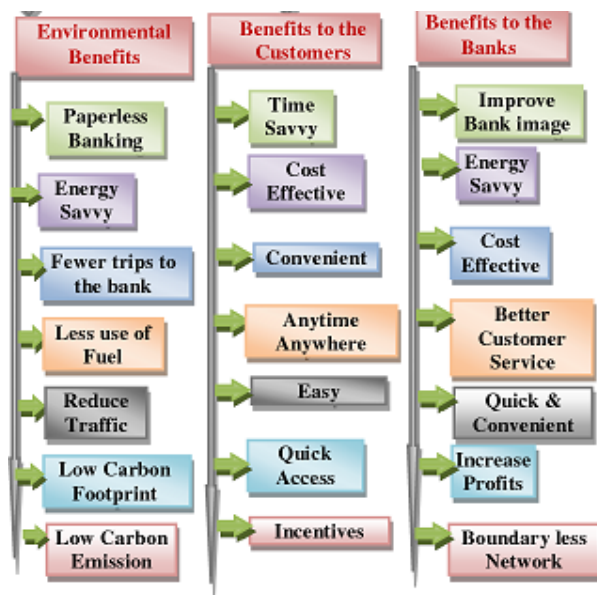 Environmental
Benefits
Paperless
Banking
Energy
Savvy
Fewer trips to
the bank
Less use of
Fuel
Reduce
Traffic
Low Carbon
Footprint
Low Carbon
Emission
Benefits to the
Customers
Time
Savvy
Cost
Effective
Convenient
Anytime
Anywhere
Easy
Quick
Access
Incentives
Benefits to the
Banks
Improve
Bank image
Energy
Savvy
Cost
Effective
Better
Customer
Service
Quick &
Convenient
Increase
Profits
Boundary less
Network